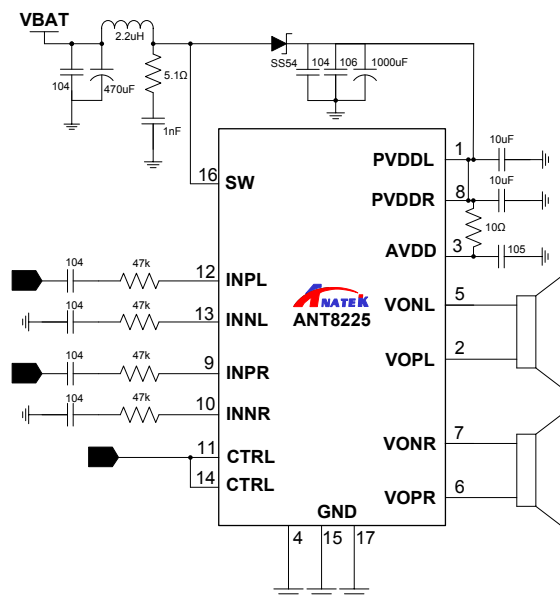 VBAT
2.2uH
104
470uF
5.1Ω
1nF
SS54
104
106
1000uF
16
SW
PVDDL
1
10uF
PVDDR
8
10uF
10Ω
AVDD
3
105
104
47k
12
INPL
104
47k
13
INNL
104
47k
9
INPR
104
47k
10
INNR
11
CTRL
14
CTRL
ANATEK
ANT8225
VONL
5
VOPL
2
VONR
7
VOPR
6
GND
4
15
17